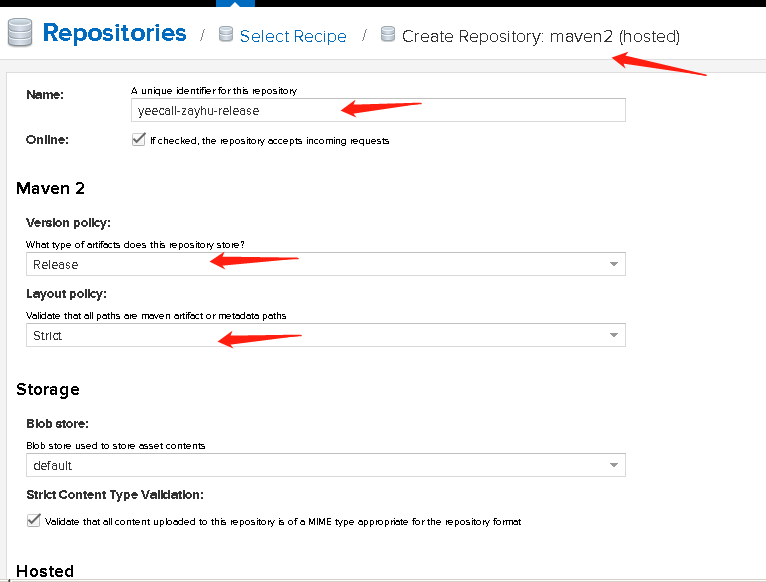 Repositories / Select Recipe / Create Repository: maven2 (hosted)
Name:
A unique identifier for this repository
yeecall-zayhu-release
Online:
If checked, the repository accepts incoming requests
Maven 2
Version policy:
What type of artifacts does this repository store?
Release
Layout policy:
Validate that all paths are maven artifact or metadata paths
Strict
Storage
Blob store:
Blob store used to store asset contents
default
Strict Content Type Validation:
Validate that all content uploaded to this repository is of a MIME type appropriate for the repository format
Hosted